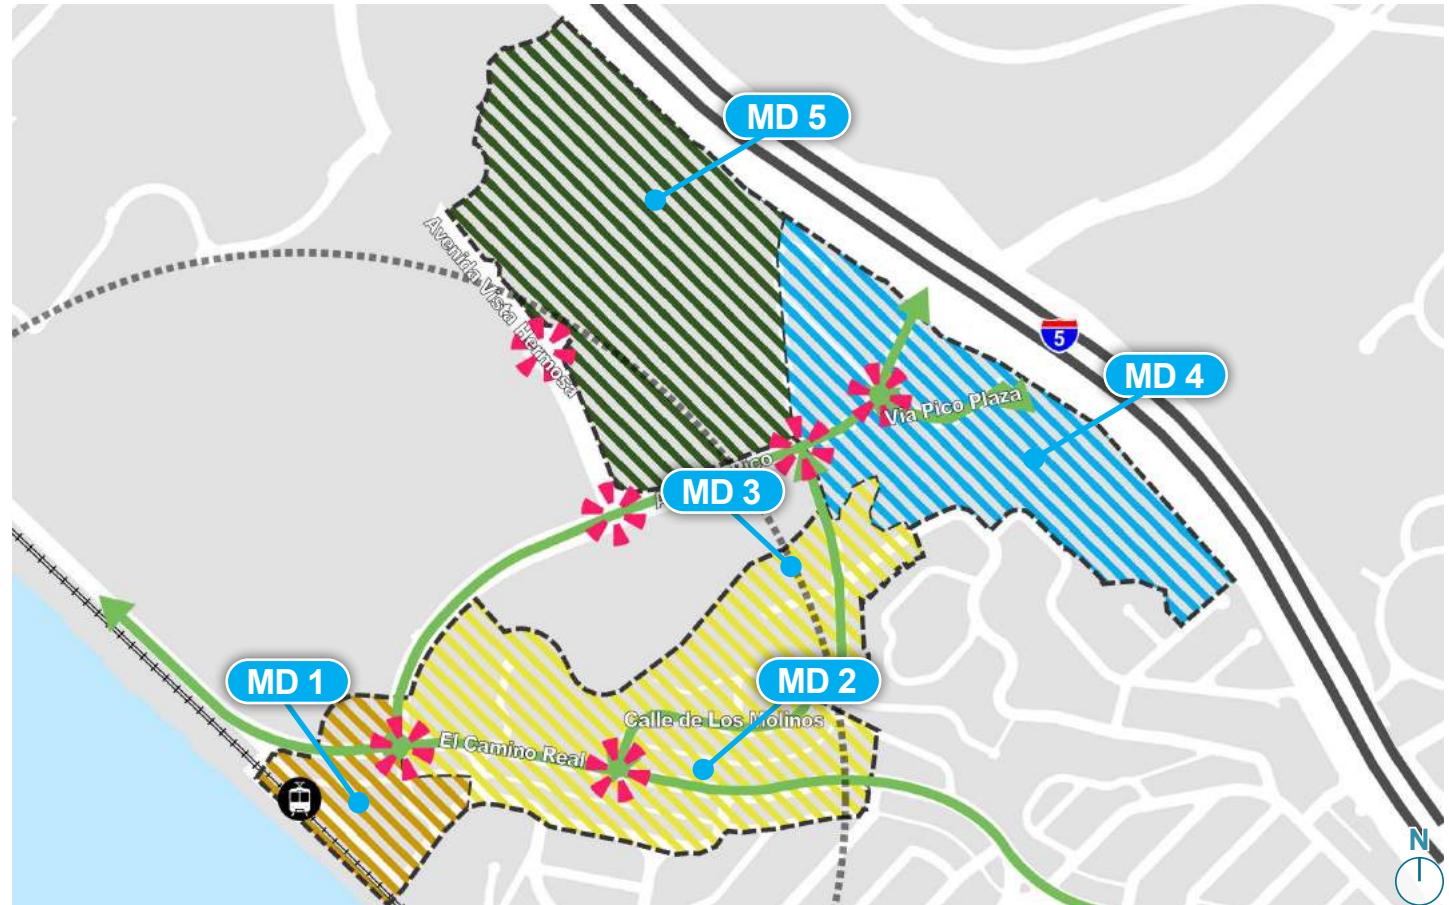 MD 5
Avenida Vista Hermosa
5
MD 4
Via Pico Plaza
Pico
MD 3
MD 1
MD 2
Calle de Los Molinos
El Camino Real
N